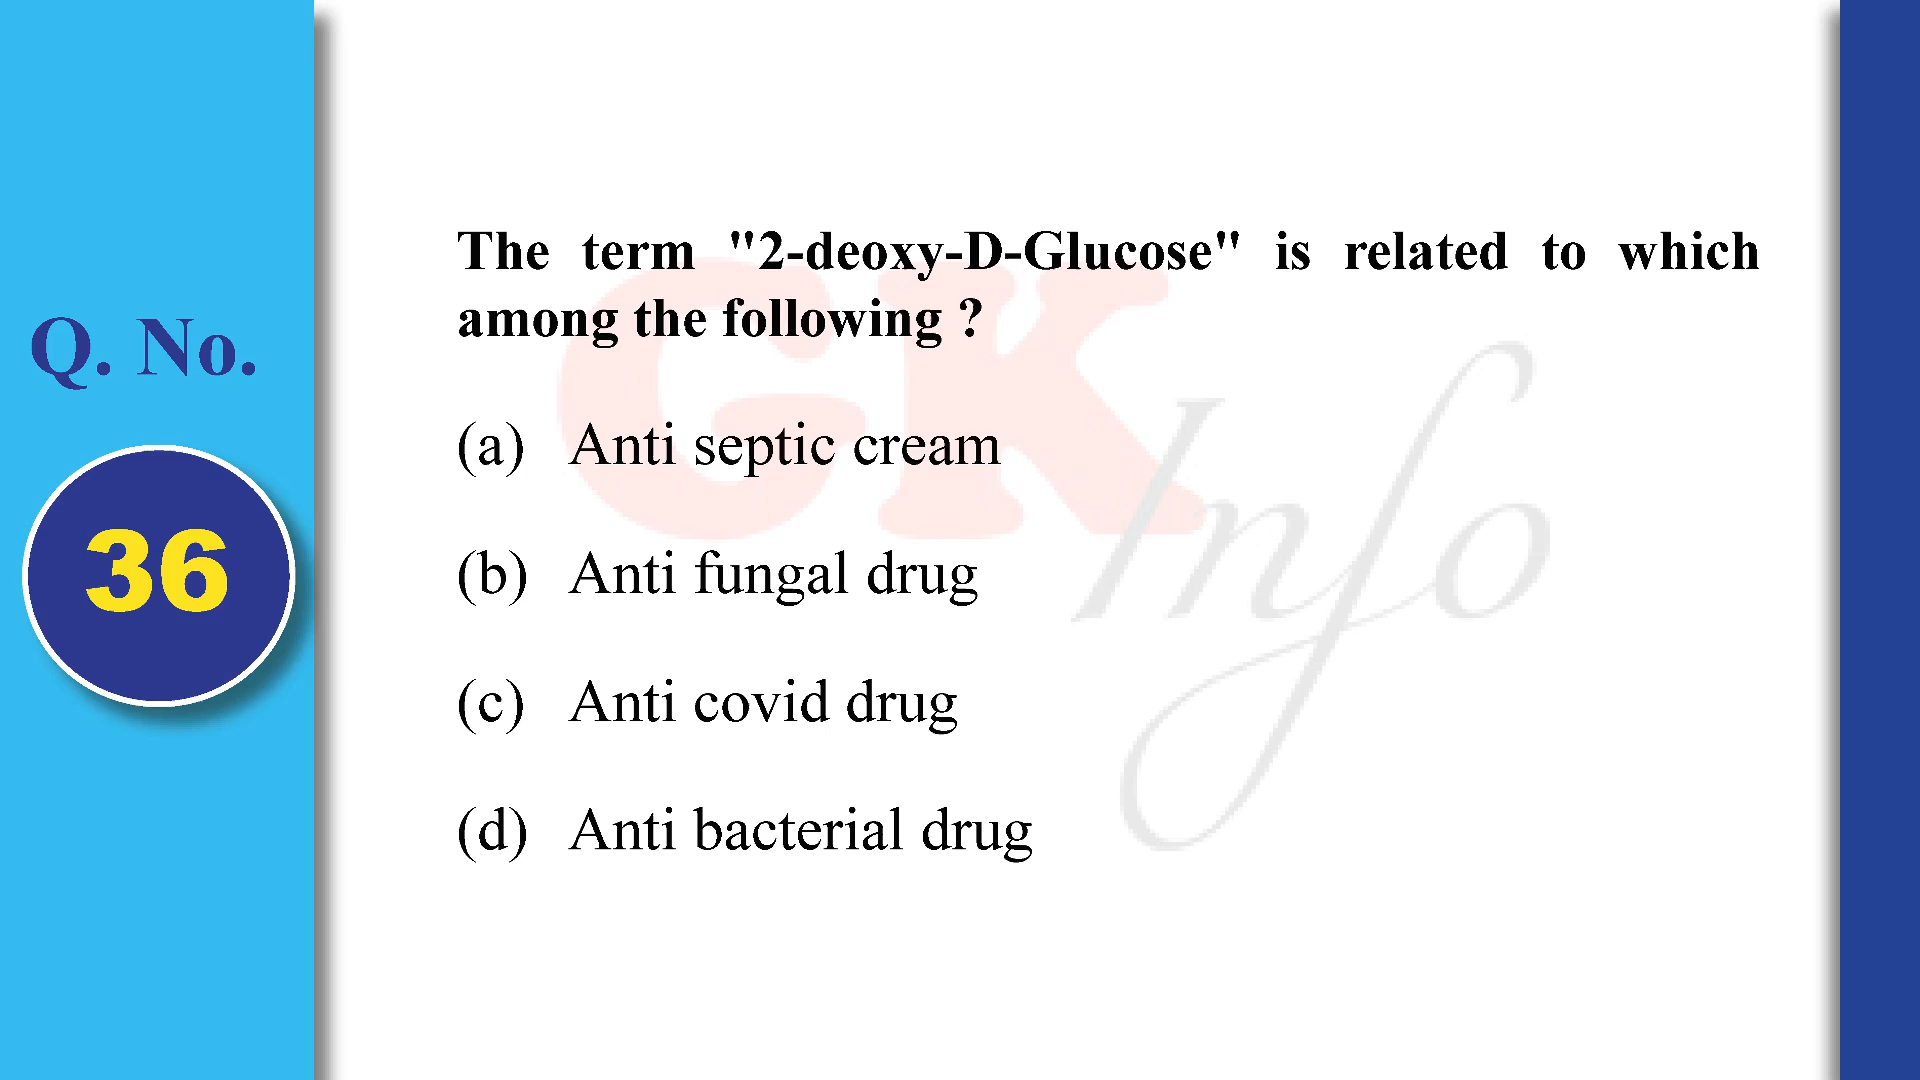 The term "2-deoxy-D-Glucose" is related to which
among the following ?
Q. No.
36
(a) Anti septic cream
(b) Anti fungal drug
(c) Anti covid drug
(d) Anti bacterial drug
GK
Info